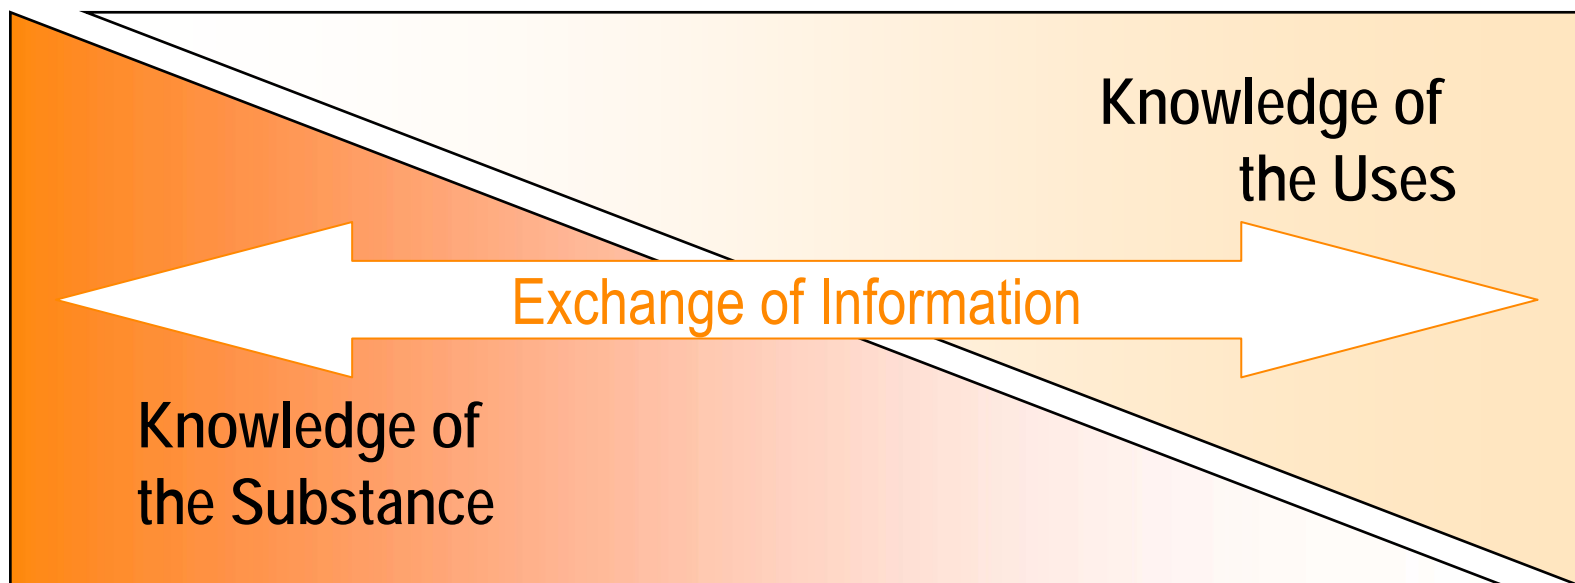 Knowledge of
the Uses
Exchange of Information
Knowledge of
the Substance